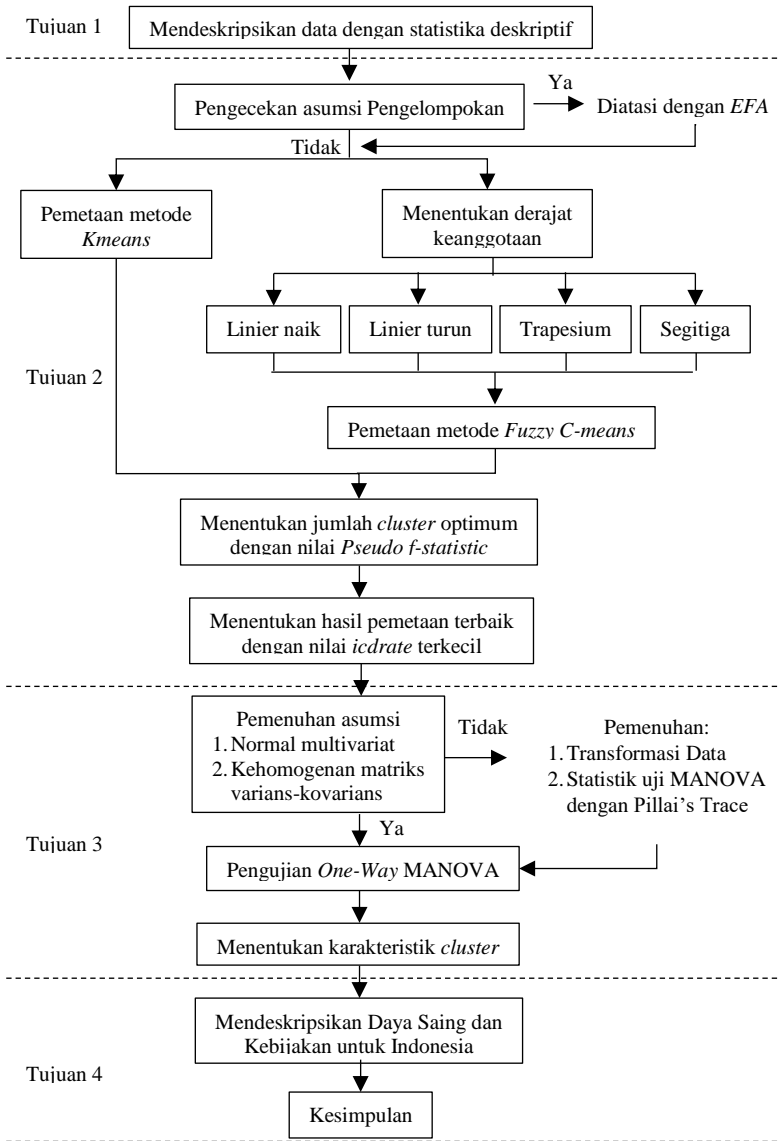 Tujuan 1
Mendeskripsikan data dengan statistika deskriptif
Ya
Pengecekan asumsi Pengelompokan
Diatasi dengan EFA
Tidak
Pemetaan metode
Kmeans
Menentukan derajat
keanggotaan
Linier naik
Linier turun
Trapesium
Segitiga
Tujuan 2
Pemetaan metode Fuzzy C-means
Menentukan jumlah cluster optimum
dengan nilai Pseudo f-statistic
Menentukan hasil pemetaan terbaik
dengan nilai icdrate terkecil
Pemenuhan asumsi
1. Normal multivariat
2. Kehomogenan matriks
varians-kovarians
Tidak
Pemenuhan:
1. Transformasi Data
2. Statistik uji MANOVA
dengan Pillai’s Trace
Ya
Tujuan 3
Pengujian One-Way MANOVA
Menentukan karakteristik cluster
Mendeskripsikan Daya Saing dan
Kebijakan untuk Indonesia
Tujuan 4
Kesimpulan